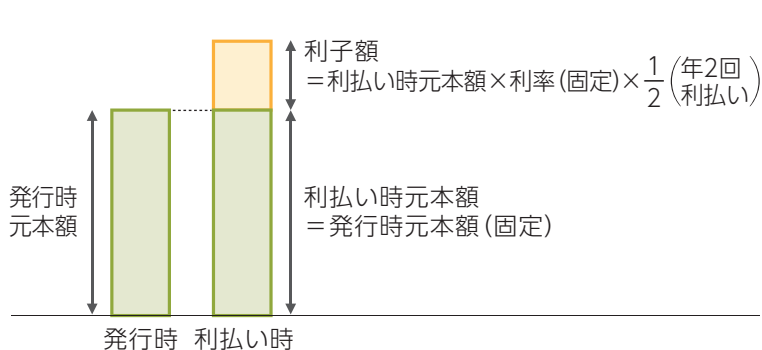 利子額
＝利払い時元本額×利率(固定)×1/2(年2回
利払い)
発行時
元本額
利払い時元本額
＝発行時元本額(固定)
発行時
利払い時